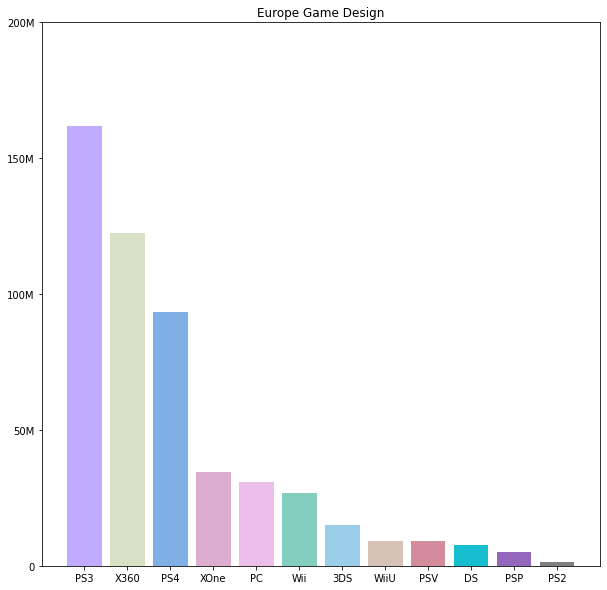 Europe Game Design
200M
150M
100M
50M
0
PS3 X360 PS4 XOne PC Wii 3DS WiiU PSV DS PSP PS2